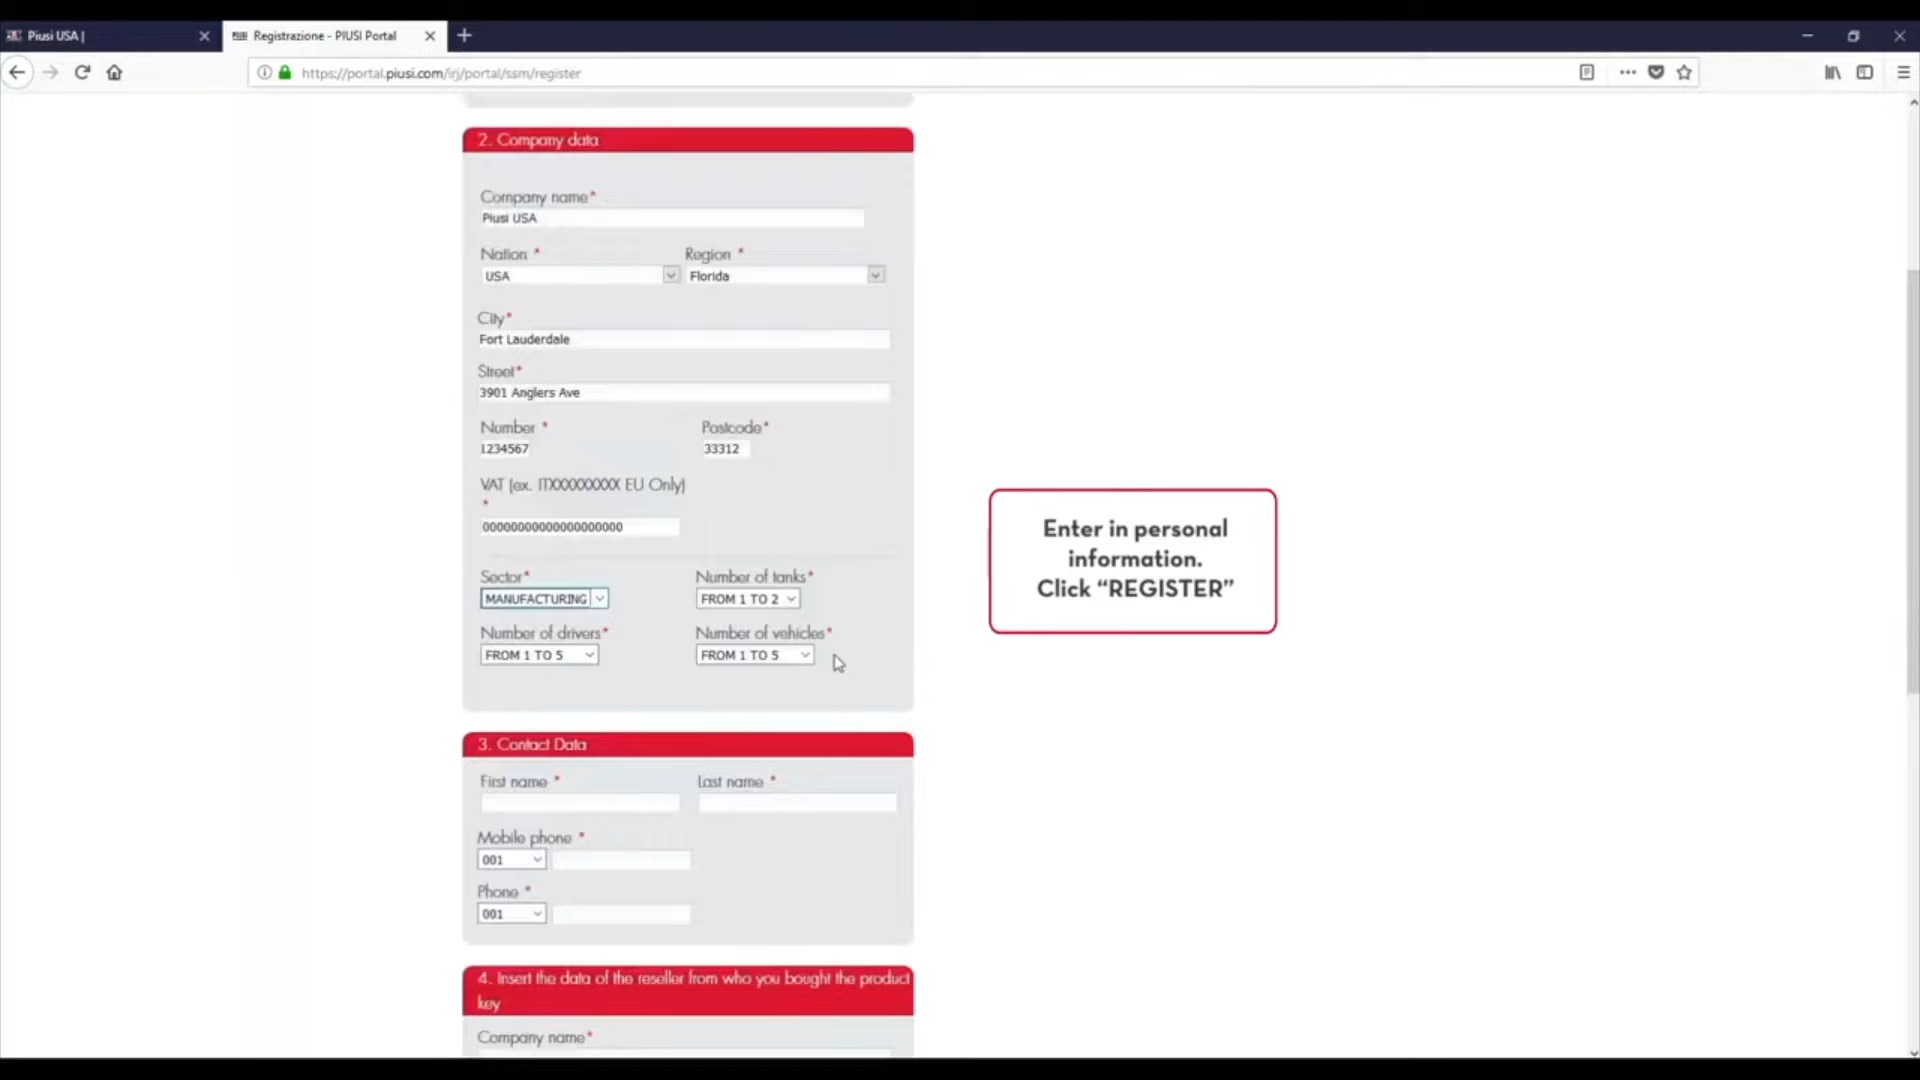 Piusi USA |
Registrazione - PIUSI Portal
https://portal.piusi.com/irj/portal/ssm/register
2. Company data
Company name*
Piusi USA
Nation * Region *
USA Florida
City*
Fort Lauderdale
Street*
3901 Anglers Ave
Number * Postcode*
1234567 33312
VAT (ex. ITXXXXXXXXX EU Only)
*
00000000000000000000
Sector* Number of tanks*
MANUFACTURING FROM 1 TO 2
Number of drivers* Number of vehicles*
FROM 1 TO 5 FROM 1 TO 5
Enter in personal
information.
Click “REGISTER”
3. Contact Data
First name * Last name *
Mobile phone *
001
Phone *
001
4. Insert the data of the reseller from who you bought the product
key
Company name*